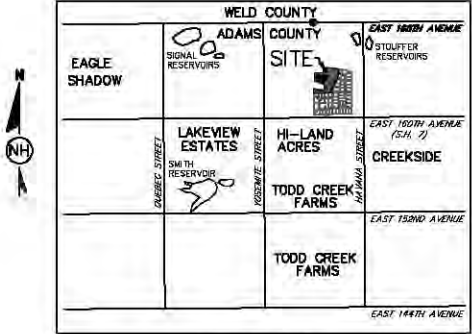 WELD COUNTY
ADAMS COUNTY
EAST 168TH AVENUE
SIGNAL
RESERVOIRS
SITE
STOUFFER
RESERVOIRS
EAGLE
SHADOW
N
NH
EAST 160TH AVENUE
(S.H. 7)
QUEBEC STREET
LAKEVIEW
ESTATES
SMITH
RESERVOIR
YOSEMITE STREET
HI-LAND
ACRES
TODD CREEK
FARMS
HAVANA STREET
CREEKSIDE
EAST 152ND AVENUE
TODD CREEK
FARMS
EAST 144TH AVENUE